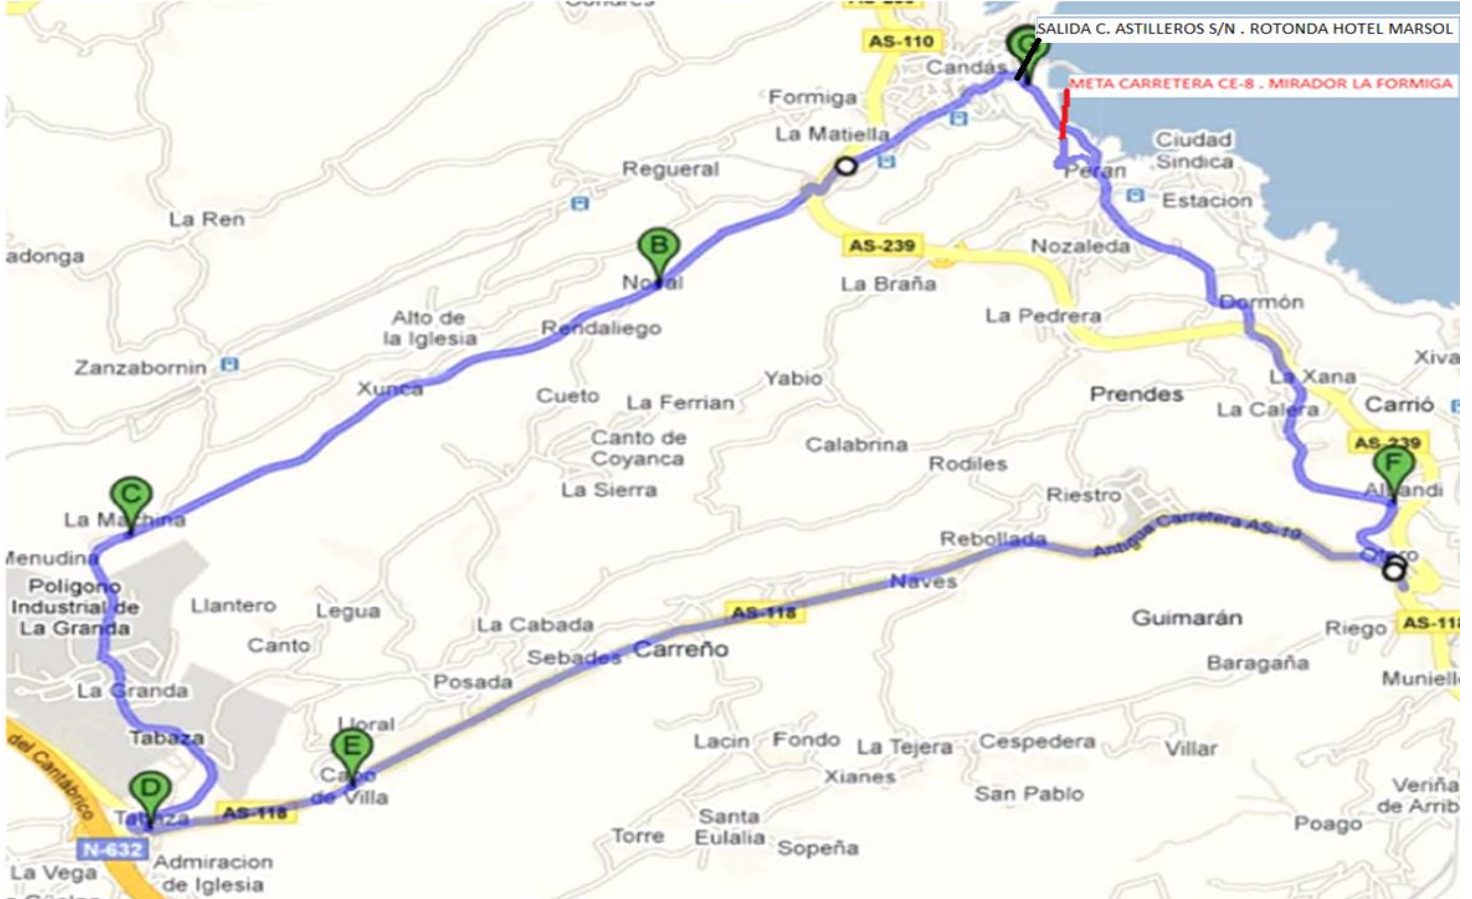 Condres
AS-110
SALIDA C. ASTILLEROS S/N . ROTONDA HOTEL MARSOL
G
Candás
META CARRETERA CE-8 . MIRADOR LA FORMIGA
Formiga
La Matiella
Ciudad
Sindica
Regueral
Peran
Estacion
La Ren
B
AS-239
Nozaleda
adonga
La Braña
Dormón
Alto de
la Iglesia
Rendaliego
La Pedrera
Zanzabornin
Xunca
Yabio
Prendes
La Xana
Xiva
Cueto
La Ferrian
La Calera
Carrió
Canto de
Coyanca
Calabrina
AS-239
La Sierra
Rodiles
F
C
Riestro
La Machina
Rebollada
Antigua Carretera AS-19
Menudina
Naves
Poligono
Industrial de
La Granda
Llantero
Legua
AS-118
Guimarán
Riego
AS-118
La Cabada
Canto
Sebades
Carreño
Baragaña
La Granda
Posada
Muniell
Tabaza
Lloral
Lacin
Fondo
La Tejera
Cespedera
Villar
del Cantábrico
E
D
Xianes
Veriña
de Arrib
de Villa
San Pablo
Tabaza
AS-118
Santa
Eulalia
Torre
Sopeña
Poago
N-632
Admiracion
de Iglesia
La Vega